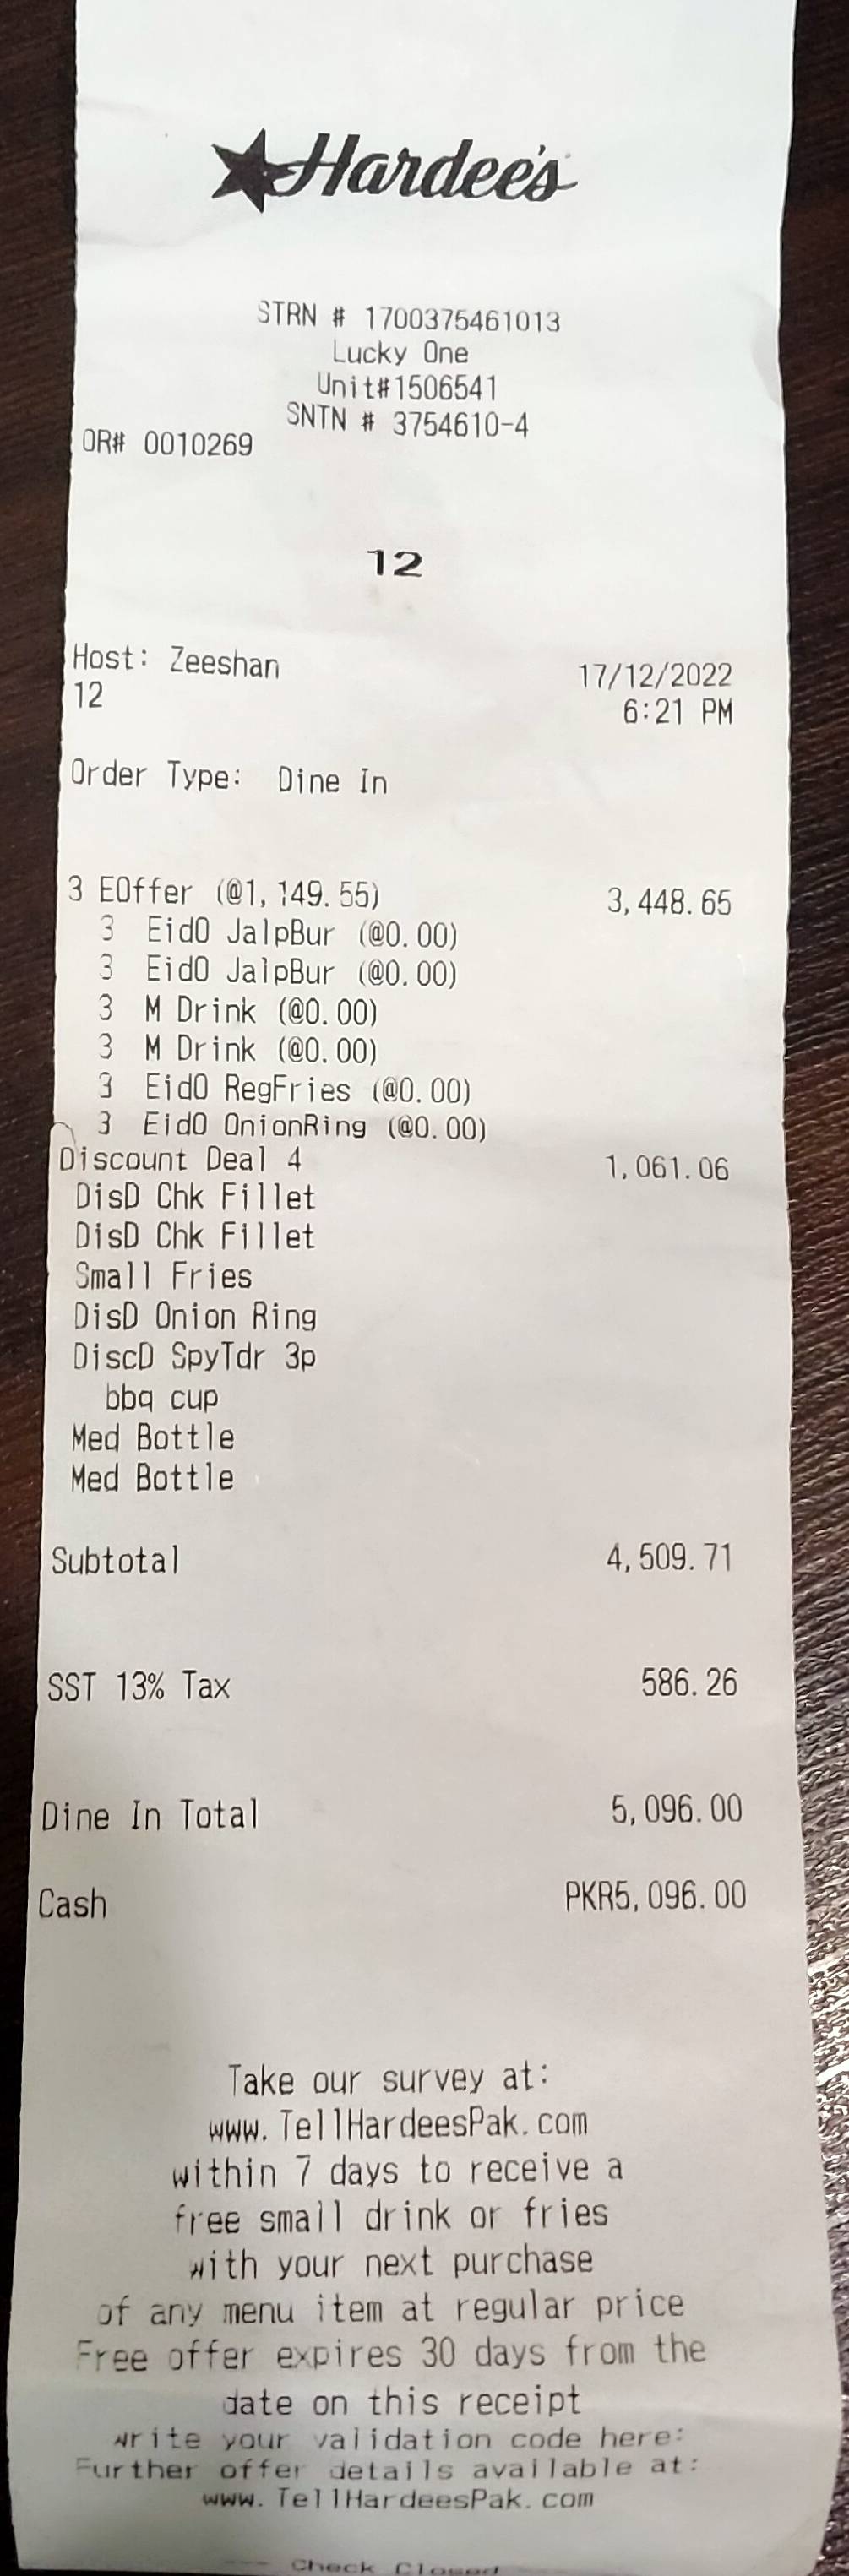 Hardee's
STRN # 1700375461013
Lucky One
Unit#1506541
SNTN # 3754610-4
OR# 0010269
12
Host: Zeeshan 17/12/2022
12 6:21 PM
Order Type: Dine In
3 EOffer (@1,149.55) 3,448.65
3 EidO JalpBur (@0.00)
3 EidO JalpBur (@0.00)
3 M Drink (@0.00)
3 M Drink (@0.00)
3 EidO RegFries (@0.00)
3 EidO OnionRing (@0.00)
Discount Deal 4 1,061.06
DisD Chk Fillet
DisD Chk Fillet
Small Fries
DisD Onion Ring
DiscD SpyTdr 3p
bbq cup
Med Bottle
Med Bottle
Subtotal 4,509.71
SST 13% Tax 586.26
Dine In Total 5,096.00
Cash PKR5,096.00
Take our survey at:
www.TellHardeesPak.com
within 7 days to receive a
free small drink or fries
with your next purchase
of any menu item at regular price
Free offer expires 30 days from the
date on this receipt
write your validation code here:
Further offer details available at:
www.TellHardeesPak.com
--- Check Closed